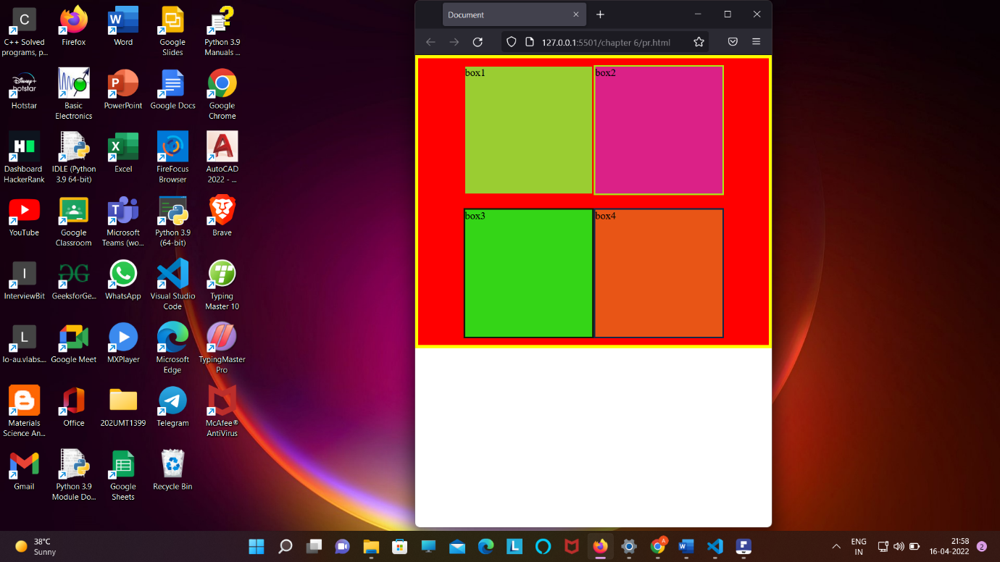 C
C++ Solved
programs, p...
Firefox
W
Word
Google
Slides
Python 3.9
Manuals ...
Disney+
hotstar
Hotstar
Basic
Electronics
P
PowerPoint
Google Docs
Google
Chrome
H
Dashboard
HackerRank
IDLE (Python
3.9 64-bit)
X
Excel
FireFocus
Browser
A
AutoCAD
2022 - ...
YouTube
Google
Classroom
T
Microsoft
Teams (wo...
Python 3.9
(64-bit)
Brave
I
InterviewBit
GeeksforGe...
WhatsApp
Visual Studio
Code
T
Typing
Master 10
L
lo-au.vlabs....
Google Meet
MXPlayer
Microsoft
Edge
TypingMaster
Pro
Materials
Science An...
Office
202UMT1399
Telegram
McAfee®
AntiVirus
Gmail
Python 3.9
Module Do...
Google
Sheets
Recycle Bin
Document
127.0.0.1:5501/chapter 6/pr.html
box1
box2
box3
box4
38°C
Sunny
L
A
W
F
ENG
IN
21:58
16-04-2022
2